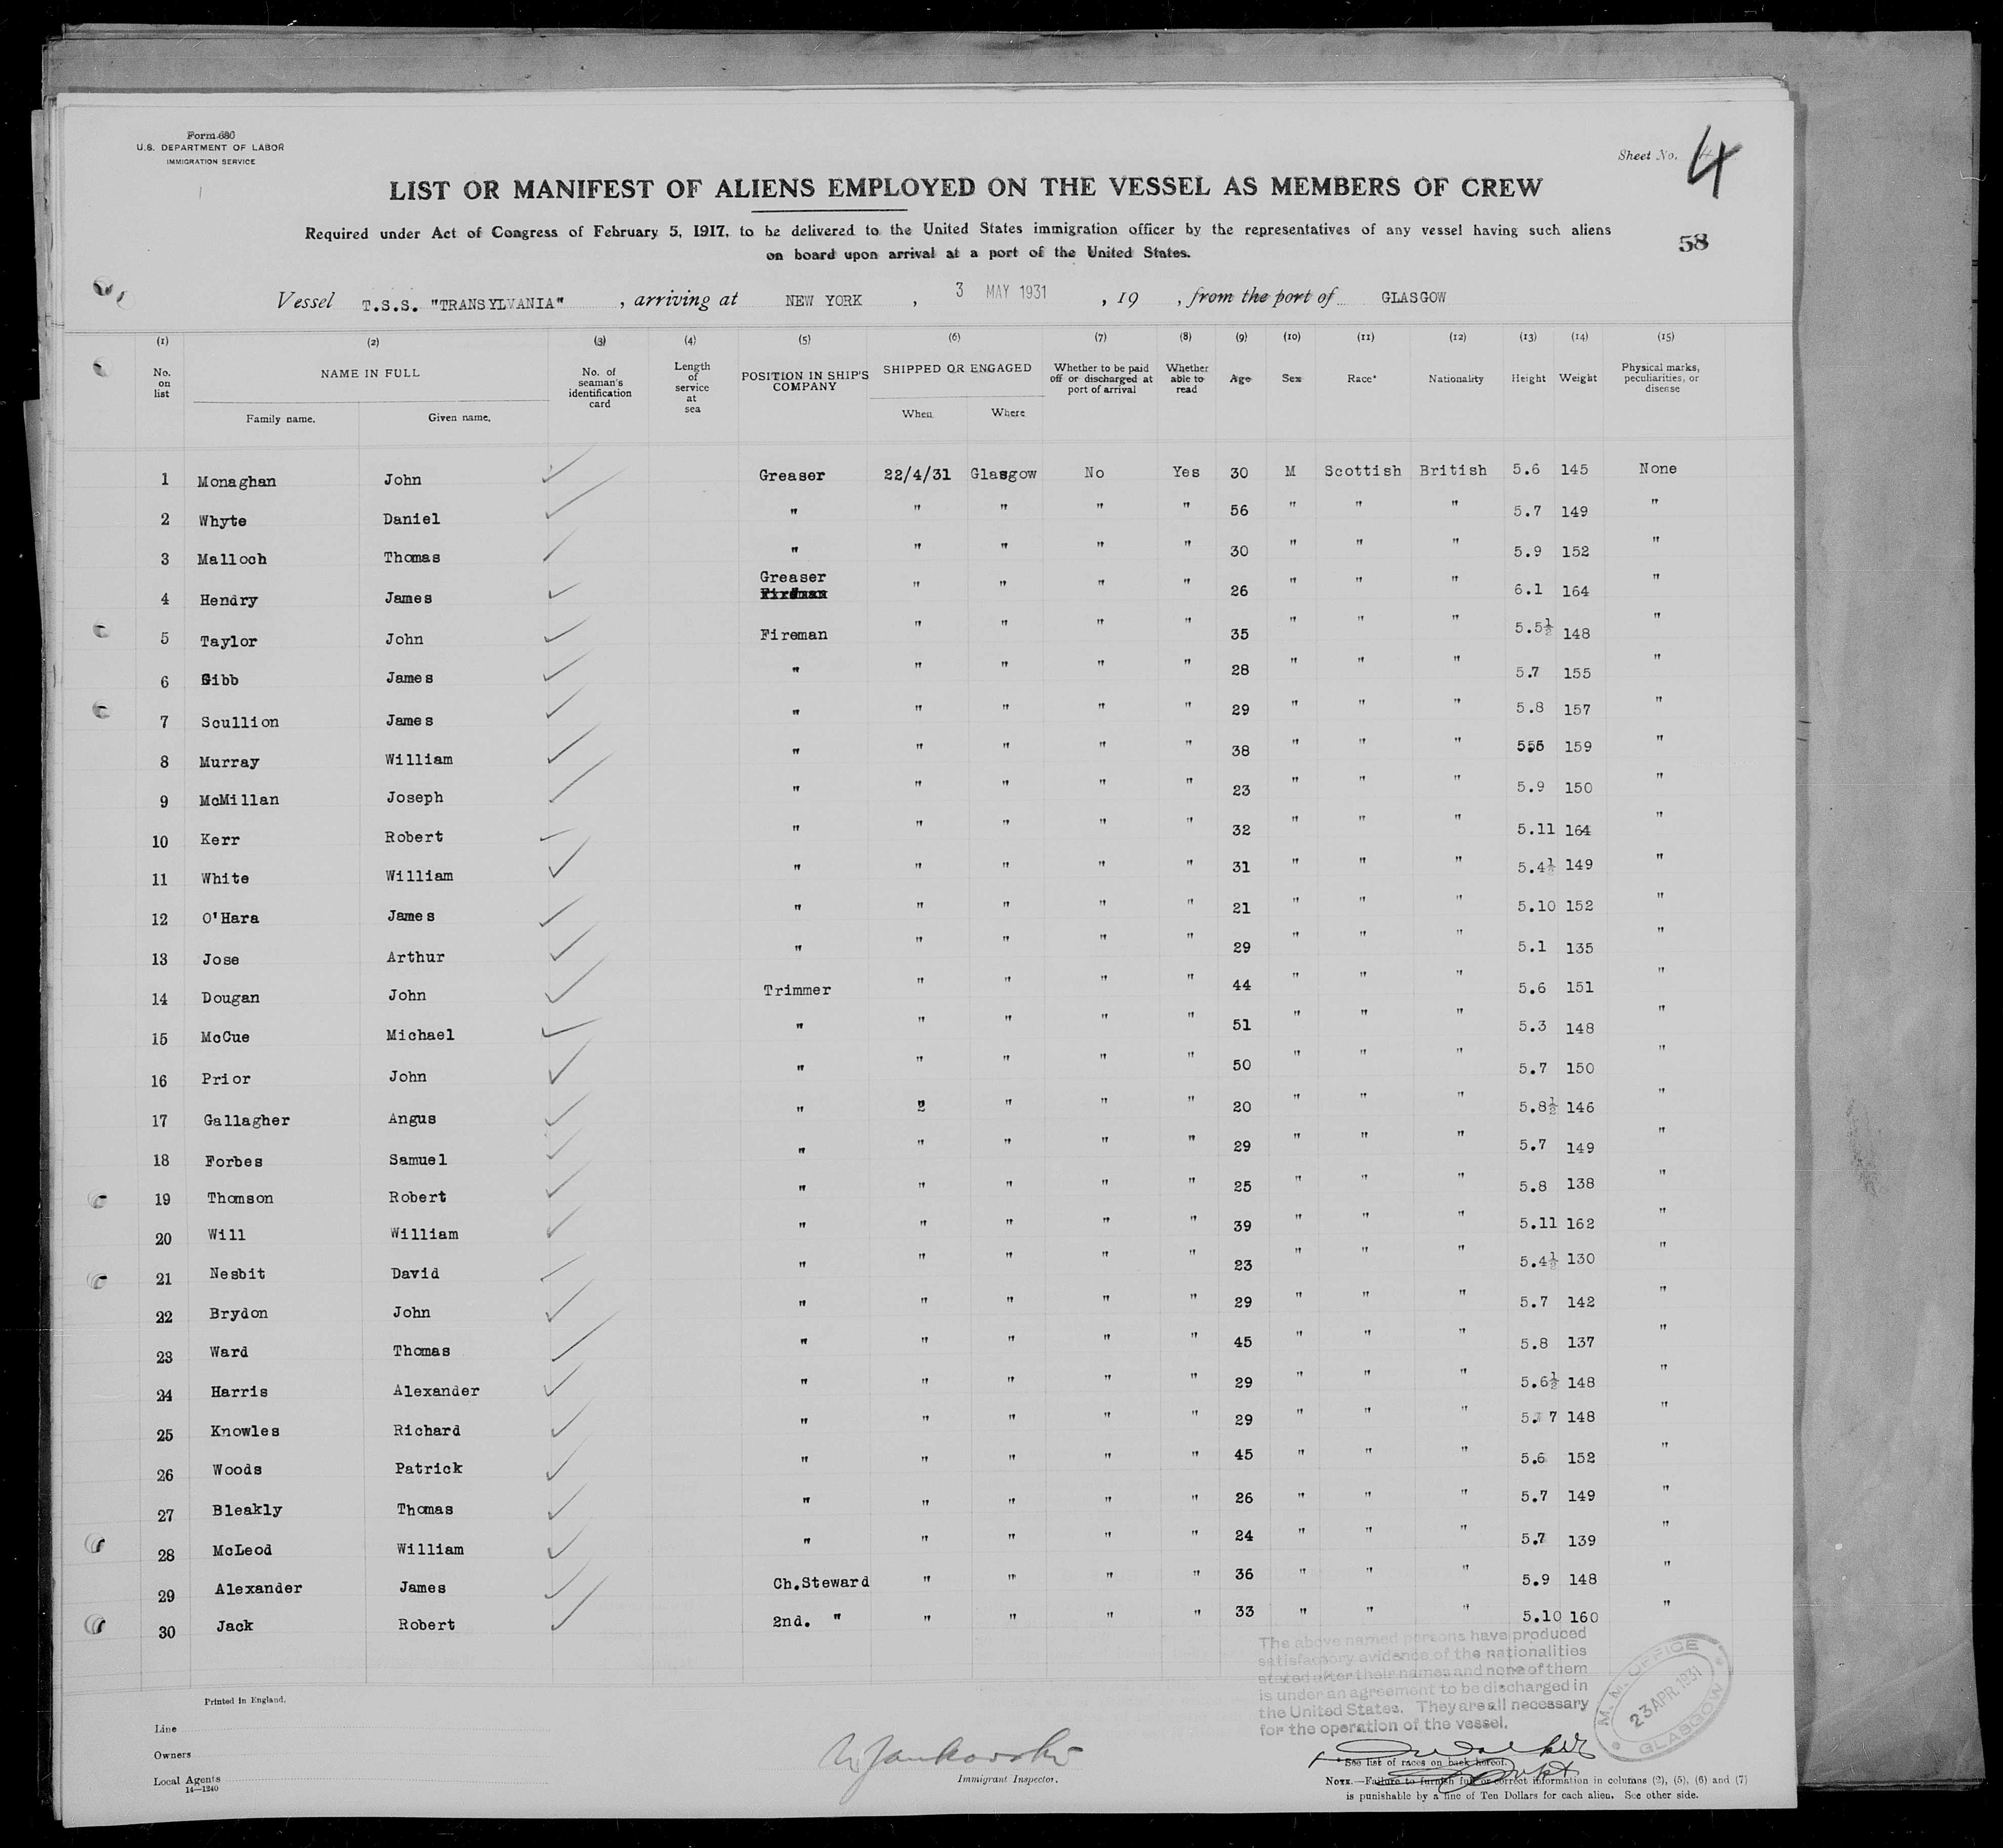 Form 680
U.S. DEPARTMENT OF LABOR
IMMIGRATION SERVICE
Sheet No. 4
LIST OR MANIFEST OF ALIENS EMPLOYED ON THE VESSEL AS MEMBERS OF CREW
Required under Act of Congress of February 5, 1917, to be delivered to the United States immigration officer by the representatives of any vessel having such aliens
on board upon arrival at a port of the United States.
58
Vessel T.S.S. "TRANSYLVANIA", arriving at NEW YORK, 3 MAY 1931, 19 , from the port of GLASGOW
(1) (2) (3) (4) (5) (6) (7) (8) (9) (10) (11) (12) (13) (14) (15)
No. on list NAME IN FULL Family name. Given name. No. of seaman's identification card Length of service at sea POSITION IN SHIP'S COMPANY SHIPPED OR ENGAGED When Where Whether to be paid off or discharged at port of arrival Whether able to read Age Sex Race* Nationality Height Weight Physical marks, peculiarities, or disease
1 Monaghan John Greaser 22/4/31 Glasgow No Yes 30 M Scottish British 5.6 145 None
2 Whyte Daniel " " " " " 56 " " " 5.7 149 "
3 Malloch Thomas " " " " " 30 " " " 5.9 152 "
4 Hendry James Greaser " " " " 26 " " " 6.1 164 "
5 Taylor John Fireman " " " " 35 " " " 5.5½ 148 "
6 Gibb James " " " " " 28 " " " 5.7 155 "
7 Scullion James " " " " " 29 " " " 5.8 157 "
8 Murray William " " " " " 38 " " " 159 "
9 McMillan Joseph " " " " " 23 " " " 5.9 150 "
10 Kerr Robert " " " " " 32 " " " 5.11 164 "
11 White William " " " " " 31 " " " 5.4½ 149 "
12 O'Hara James " " " " " 21 " " " 5.10 152 "
13 Jose Arthur " " " " " 29 " " " 5.1 135 "
14 Dougan John Trimmer " " " " 44 " " " 5.6 151 "
15 McCue Michael " " " " " 51 " " " 5.3 148 "
16 Prior John " " " " " 50 " " " 5.7 150 "
17 Gallagher Angus " " " " " 20 " " " 5.8½ 146 "
18 Forbes Samuel " " " " " 29 " " " 5.7 149 "
19 Thomson Robert " " " " " 25 " " " 5.8 138 "
20 Will William " " " " " 39 " " " 5.11 162 "
21 Nesbit David " " " " " 23 " " " 5.4½ 130 "
22 Brydon John " " " " " 29 " " " 5.7 142 "
23 Ward Thomas " " " " " 45 " " " 5.8 137 "
24 Harris Alexander " " " " " 29 " " " 5.6½ 148 "
25 Knowles Richard " " " " " 29 " " " 5.7 148 "
26 Woods Patrick " " " " " 45 " " " 5.6 152 "
27 Bleakly Thomas " " " " " 26 " " " 5.7 149 "
28 McLeod William " " " " " 24 " " " 5.7 139 "
29 Alexander James Ch.Steward " " " " 36 " " " 5.9 148 "
30 Jack Robert 2nd. " " " " " 33 " " " 5.10 160 "
The above named persons have produced
satisfactory evidence of the nationalities
stated after their names and none of them
is under an agreement to be discharged in
the United States. They are all necessary
for the operation of the vessel.
M. M. OFFICE
23 APR. 1931
GLASGOW
Printed in England.
Line
Owners
Local Agents
14—1240
Immigrant Inspector.
*See list of races on back hereof.
NOTE.—Failure to furnish full or correct information in columns (2), (5), (6) and (7)
is punishable by a fine of Ten Dollars for each alien. See other side.